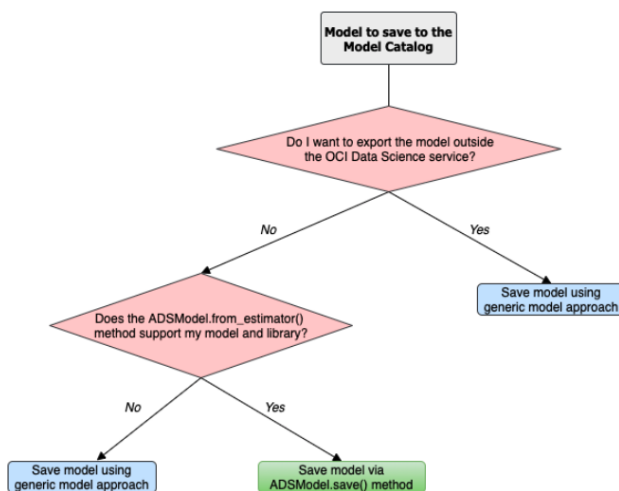 Model to save to the
Model Catalog
Do I want to export the model outside
the OCI Data Science service?
No
Yes
Save model using
generic model approach
Does the ADSModel.from_estimator()
method support my model and library?
No
Yes
Save model using
generic model approach
Save model via
ADSModel.save() method